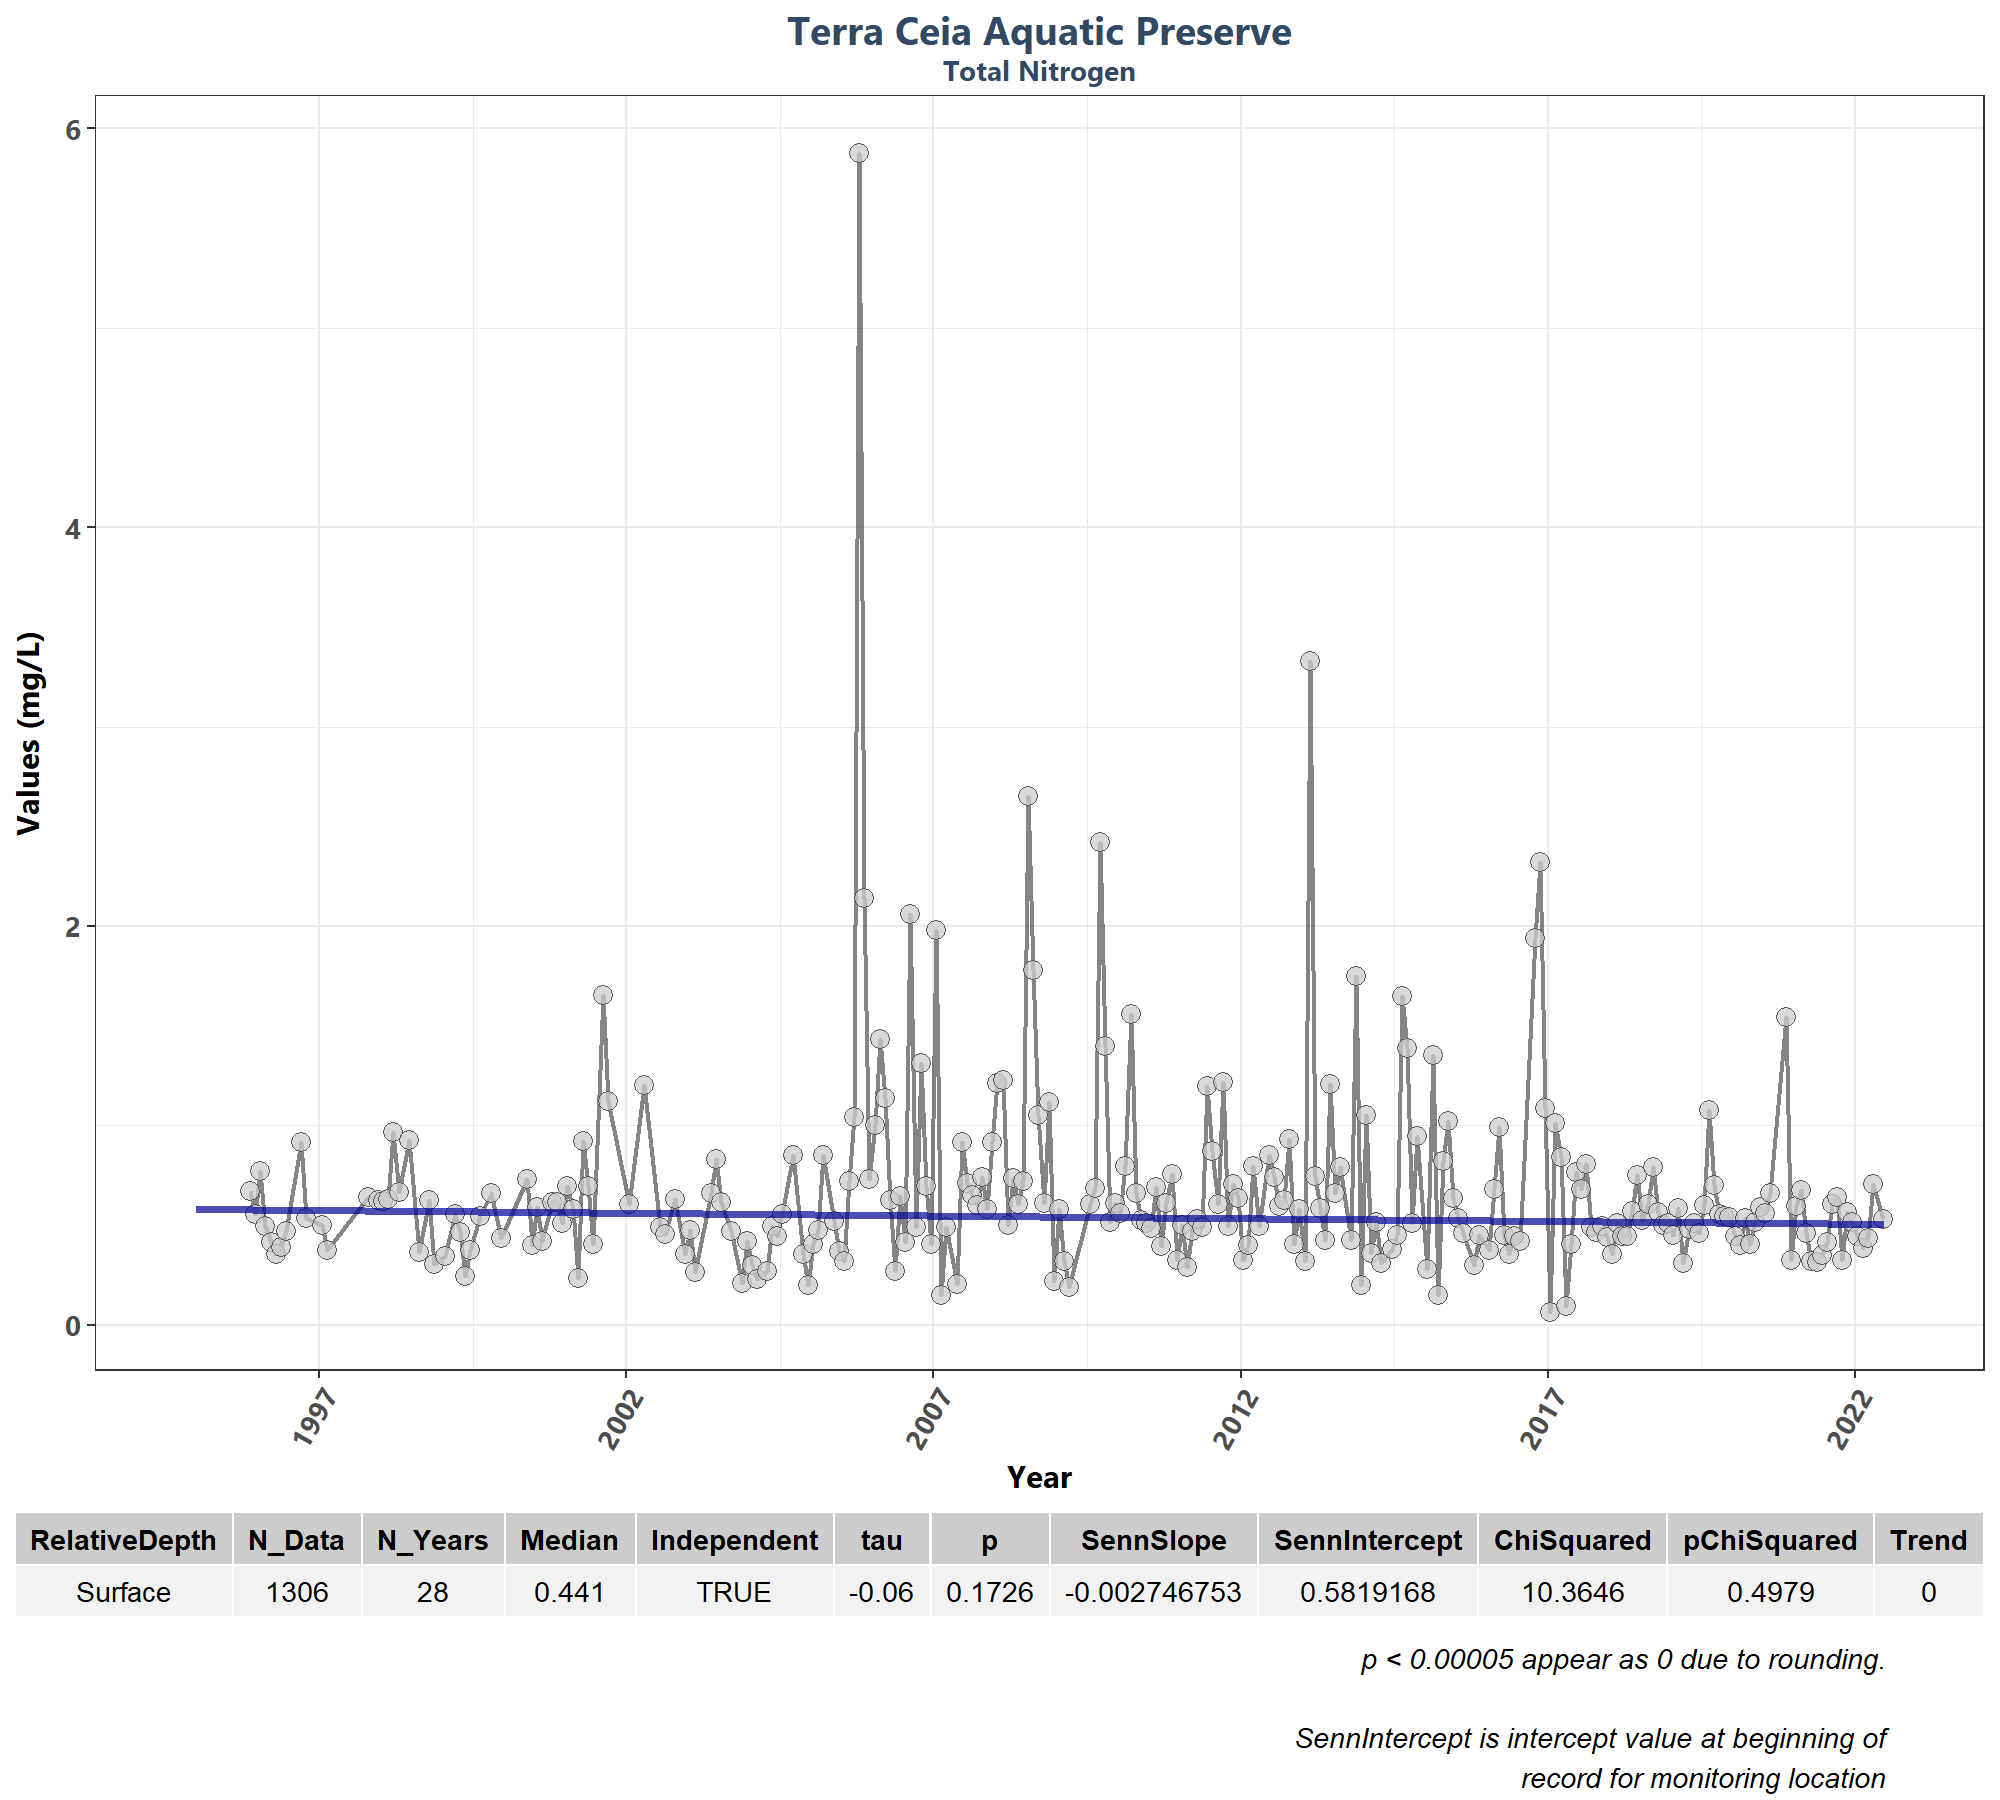 Terra Ceia Aquatic Preserve
Total Nitrogen
6
4
2
0
Values (mg/L)
1997 2002 2007 2012 2017 2022
Year
RelativeDepth N_Data N_Years Median Independent tau p SennSlope SennIntercept ChiSquared pChiSquared Trend
Surface 1306 28 0.441 TRUE -0.06 0.1726 -0.002746753 0.5819168 10.3646 0.4979 0
p < 0.00005 appear as 0 due to rounding.
SennIntercept is intercept value at beginning of
record for monitoring location